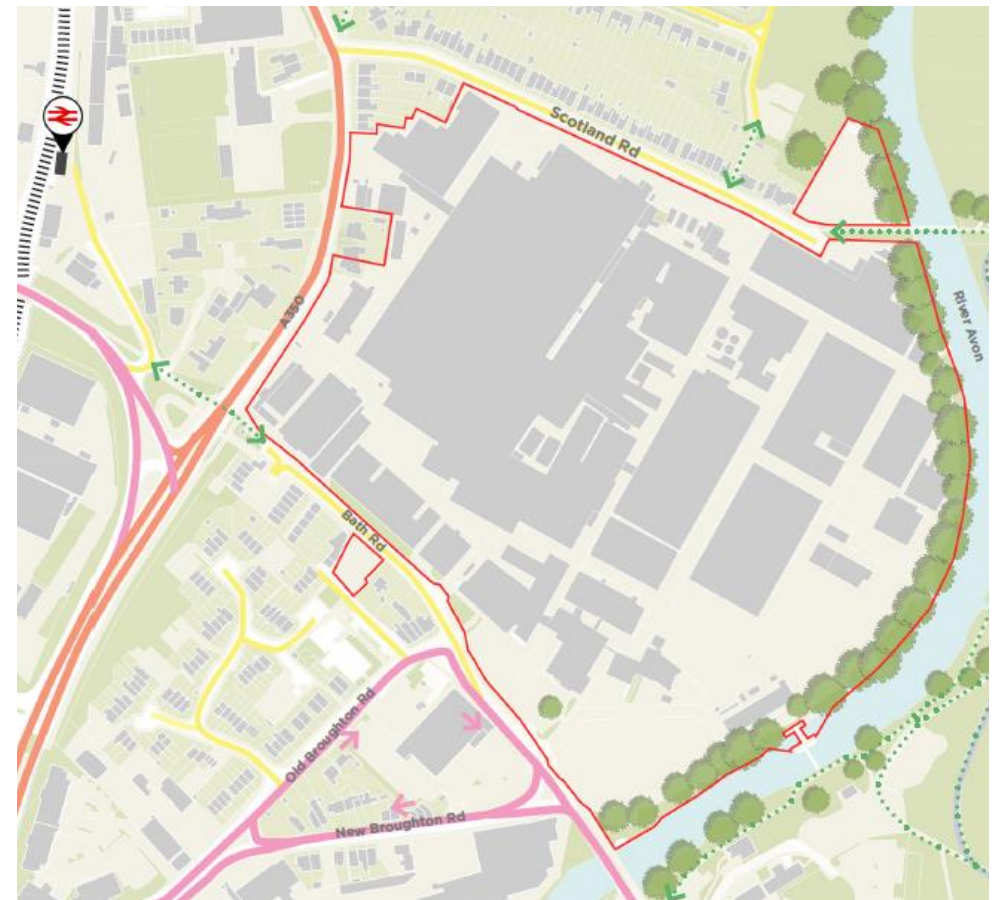 Scotland Rd
River Avon
A350
Bath Rd
Old Broughton Rd
New Broughton Rd